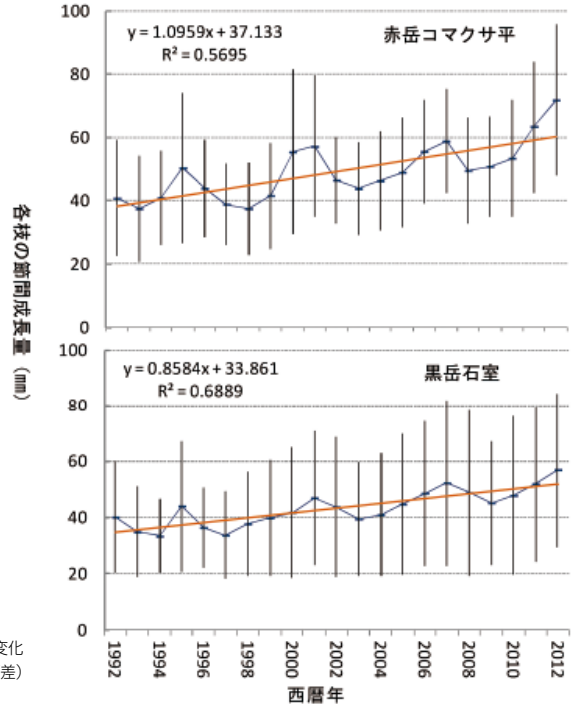 各枝の節間成長量(㎜)
100
80
60
40
20
0
y = 1.0959x + 37.133
R² = 0.5695
赤岳コマクサ平
100
80
60
40
20
0
y = 0.8584x + 33.861
R² = 0.6889
黒岳石室
1992
1994
1996
1998
2000
2002
2004
2006
2008
2010
2012
西暦年
変化
差)